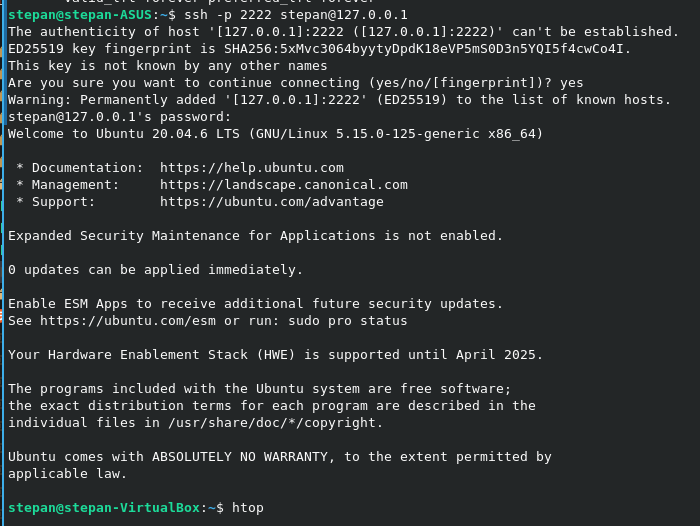 stepan@stepan-ASUS:~$ ssh -p 2222 stepan@127.0.0.1
The authenticity of host '[127.0.0.1]:2222 ([127.0.0.1]:2222)' can't be established.
ED25519 key fingerprint is SHA256:5xMvc3064byytyDpdK18eVP5mS0D3n5YQI5f4cwCo4I.
This key is not known by any other names
Are you sure you want to continue connecting (yes/no/[fingerprint])? yes
Warning: Permanently added '[127.0.0.1]:2222' (ED25519) to the list of known hosts.
stepan@127.0.0.1's password:
Welcome to Ubuntu 20.04.6 LTS (GNU/Linux 5.15.0-125-generic x86_64)

 * Documentation:  https://help.ubuntu.com
 * Management:     https://landscape.canonical.com
 * Support:        https://ubuntu.com/advantage

Expanded Security Maintenance for Applications is not enabled.

0 updates can be applied immediately.

Enable ESM Apps to receive additional future security updates.
See https://ubuntu.com/esm or run: sudo pro status

Your Hardware Enablement Stack (HWE) is supported until April 2025.

The programs included with the Ubuntu system are free software;
the exact distribution terms for each program are described in the
individual files in /usr/share/doc/*/copyright.

Ubuntu comes with ABSOLUTELY NO WARRANTY, to the extent permitted by
applicable law.

stepan@stepan-VirtualBox:~$ htop